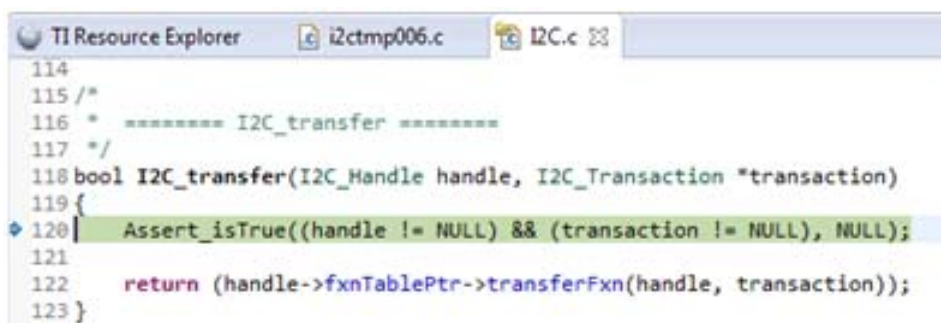 TI Resource Explorer i2ctmp006.c I2C.c
114
115 /*
116  *  ======== I2C_transfer ========
117  */
118 bool I2C_transfer(I2C_Handle handle, I2C_Transaction *transaction)
119 {
120     Assert_isTrue((handle != NULL) && (transaction != NULL), NULL);
121
122     return (handle->fxnTablePtr->transferFxn(handle, transaction));
123 }